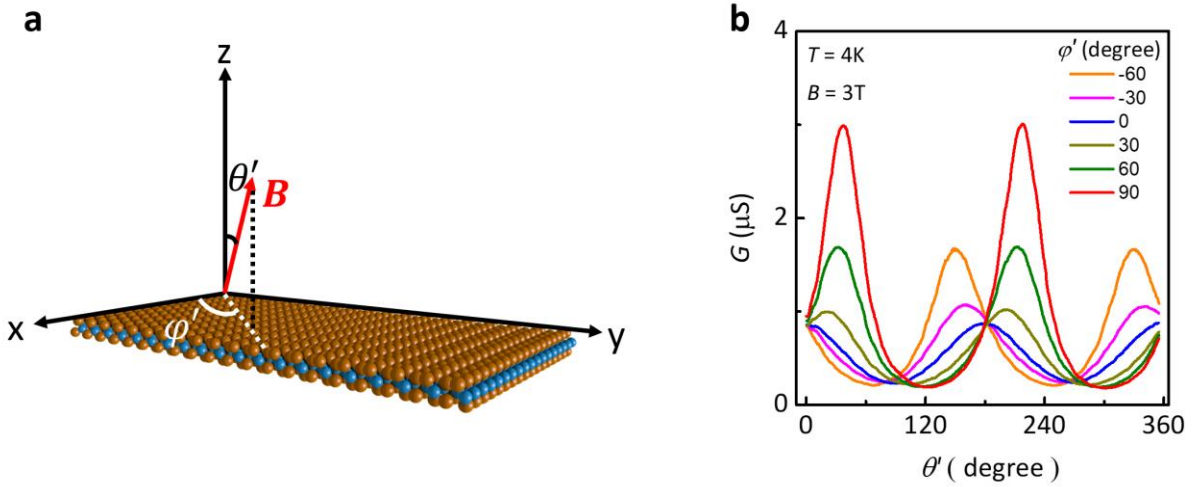 a
z
θ′
B
x
φ′
y
b
4
T = 4K
B = 3T
φ′ (degree)
-60
-30
0
30
60
90
2
G (μS)
0
0
120
240
360
θ′ ( degree )